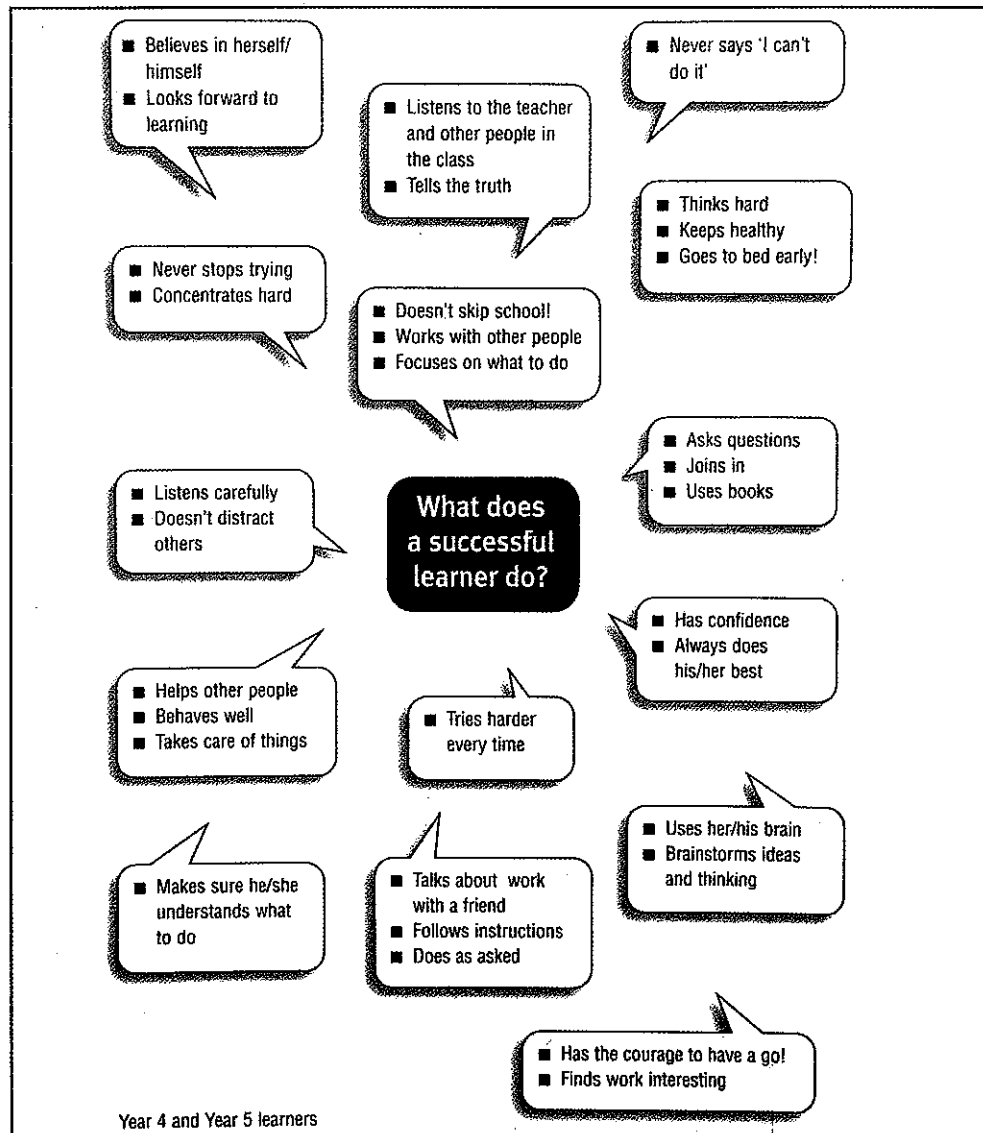 ■ Believes in herself/
himself
■ Looks forward to
learning
■ Never says 'I can't
do it'
■ Listens to the teacher
and other people in
the class
■ Tells the truth
■ Thinks hard
■ Keeps healthy
■ Goes to bed early!
■ Never stops trying
■ Concentrates hard
■ Doesn't skip school!
■ Works with other people
■ Focuses on what to do
■ Asks questions
■ Joins in
■ Uses books
■ Listens carefully
■ Doesn't distract
others
What does
a successful
learner do?
■ Has confidence
■ Always does
his/her best
■ Helps other people
■ Behaves well
■ Takes care of things
■ Tries harder
every time
■ Uses her/his brain
■ Brainstorms ideas
and thinking
■ Makes sure he/she
understands what
to do
■ Talks about work
with a friend
■ Follows instructions
■ Does as asked
■ Has the courage to have a go!
■ Finds work interesting
Year 4 and Year 5 learners